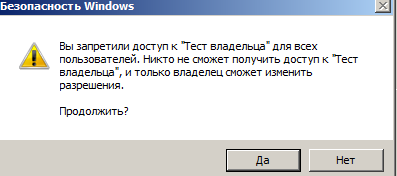 Безопасность Windows
Вы запретили доступ к "Тест владельца" для всех
пользователей. Никто не сможет получить доступ к "Тест
владельца", и только владелец сможет изменить
разрешения.
Продолжить?
Да
Нет